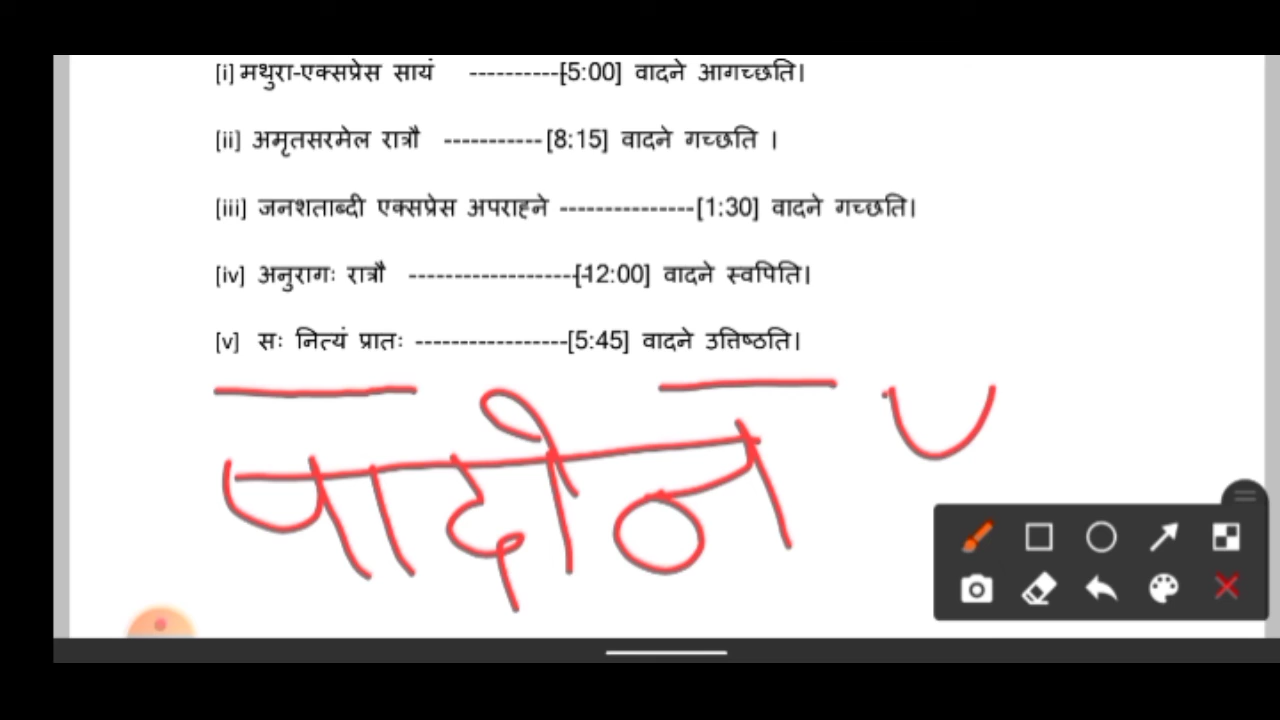 [i] मथुरा-एक्सप्रेस सायं ----------[5:00] वादने आगच्छति।
[ii] अमृतसरमेल रात्रौ -----------[8:15] वादने गच्छति ।
[iii] जनशताब्दी एक्सप्रेस अपराह्ने ---------------[1:30] वादने गच्छति।
[iv] अनुरागः रात्रौ -------------------[12:00] वादने स्वपिति।
[v] सः नित्यं प्रातः -----------------[5:45] वादने उत्तिष्ठति।
पादोन